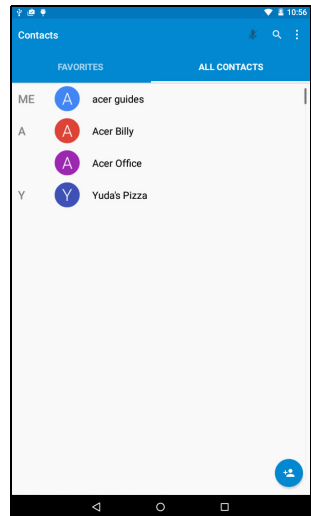 10:56
Contacts
FAVORITES ALL CONTACTS
ME A acer guides
A A Acer Billy
A Acer Office
Y Y Yuda's Pizza